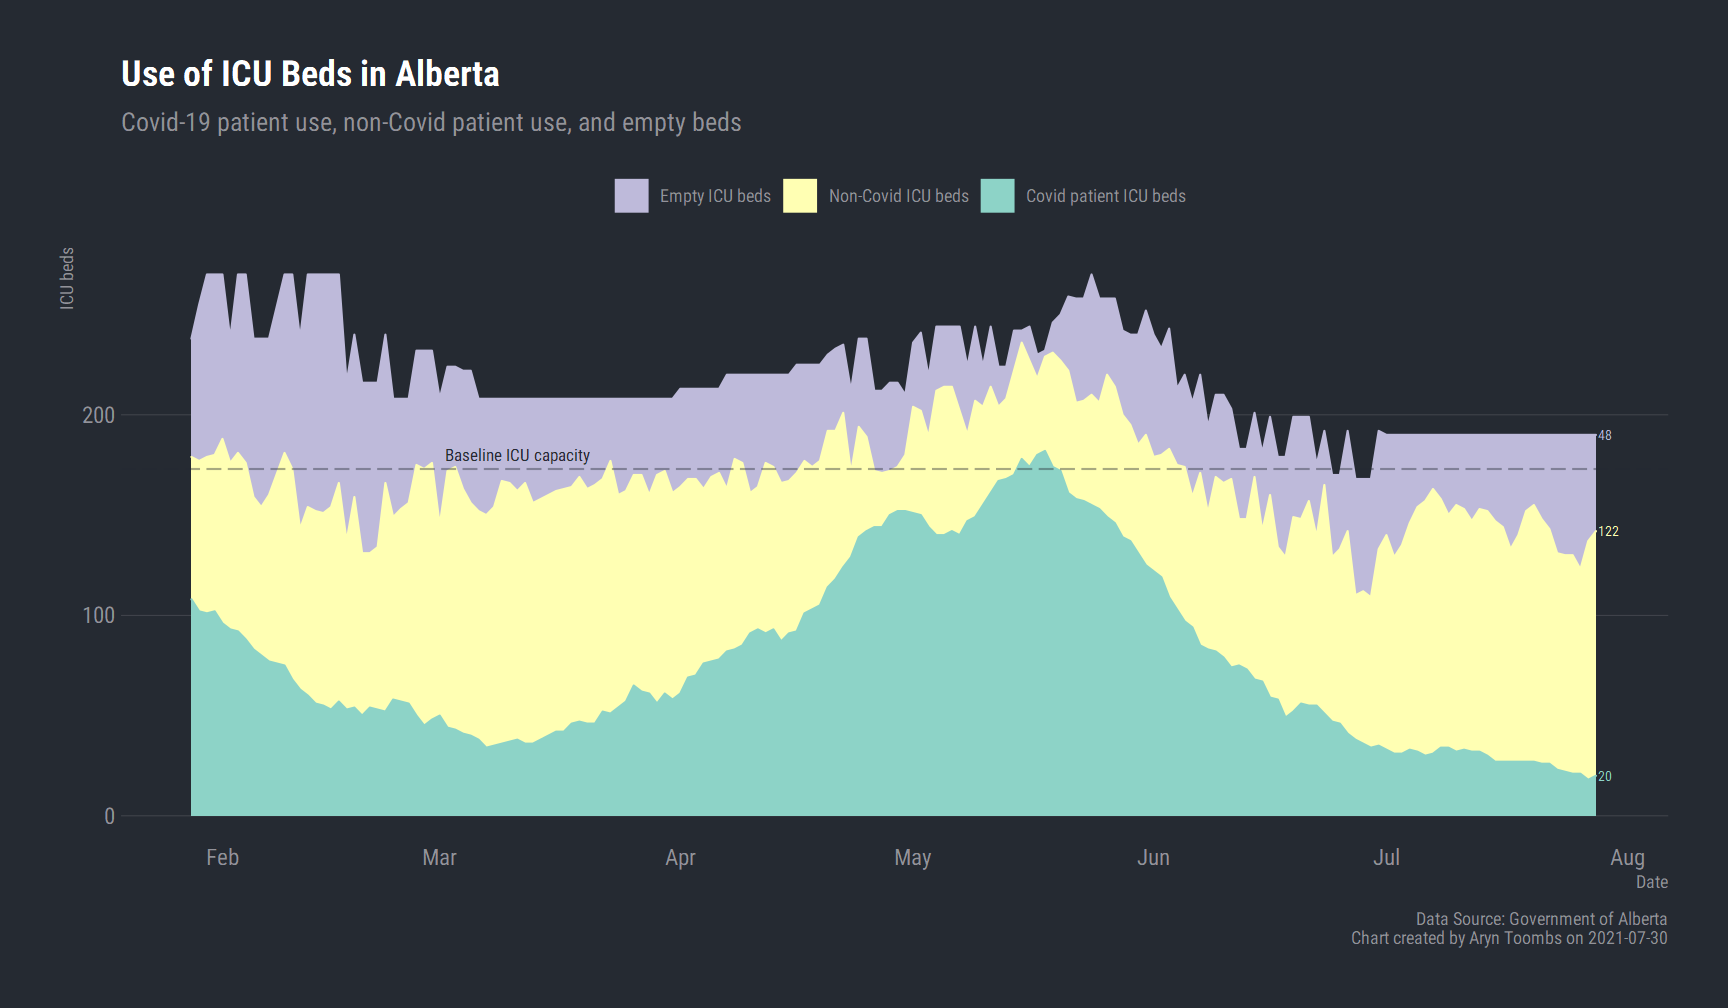 Use of ICU Beds in Alberta
Covid-19 patient use, non-Covid patient use, and empty beds
Empty ICU beds
Non-Covid ICU beds
Covid patient ICU beds
ICU beds
200
100
0
Baseline ICU capacity
48
122
20
Feb
Mar
Apr
May
Jun
Jul
Aug
Date
Data Source: Government of Alberta
Chart created by Aryn Toombs on 2021-07-30